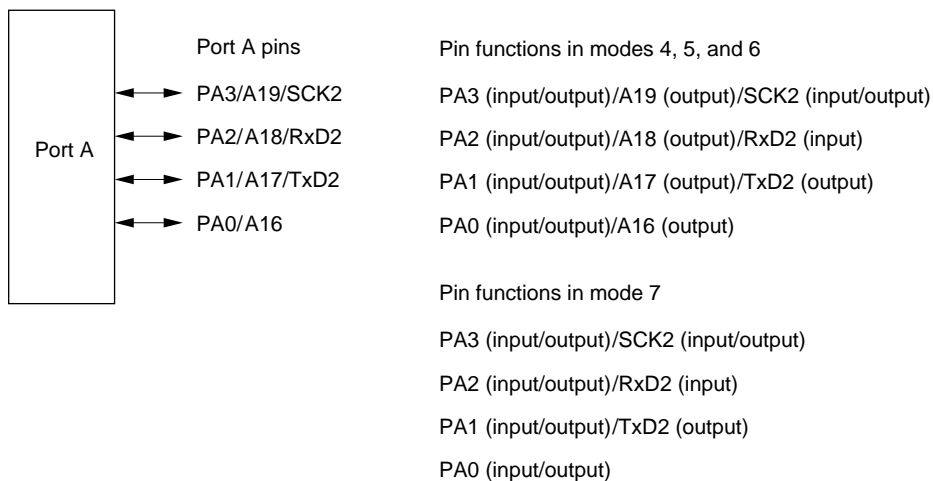 Port A pins Pin functions in modes 4, 5, and 6
PA3/A19/SCK2 PA3 (input/output)/A19 (output)/SCK2 (input/output)
PA2/A18/RxD2 PA2 (input/output)/A18 (output)/RxD2 (input)
Port A
PA1/A17/TxD2 PA1 (input/output)/A17 (output)/TxD2 (output)
PA0/A16 PA0 (input/output)/A16 (output)
Pin functions in mode 7
PA3 (input/output)/SCK2 (input/output)
PA2 (input/output)/RxD2 (input)
PA1 (input/output)/TxD2 (output)
PA0 (input/output)